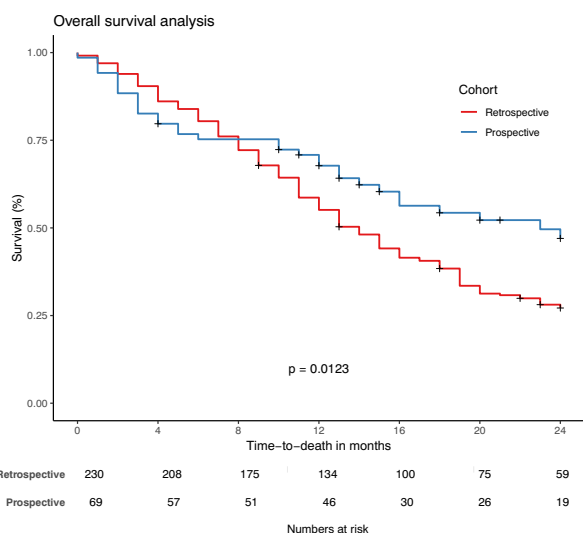 Overall survival analysis
1.00
0.75
0.50
0.25
0.00
Survival (%)
Cohort
Retrospective
Prospective
p = 0.0123
0 4 8 12 16 20 24
Time-to-death in months
Retrospective 230 208 175 134 100 75 59
Prospective 69 57 51 46 30 26 19
Numbers at risk